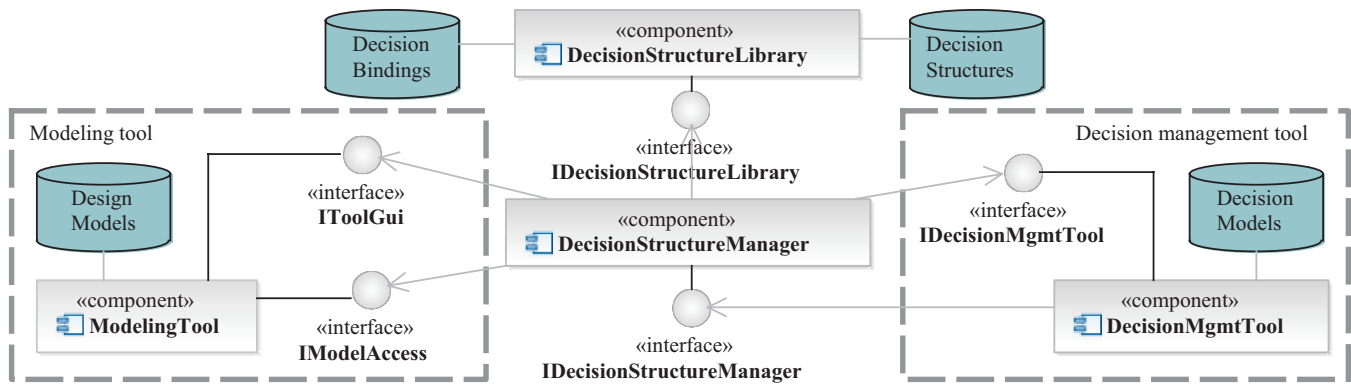 Decision
Bindings
«component»
DecisionStructureLibrary
Decision
Structures
Modeling tool
«interface»
IDecisionStructureLibrary
Decision management tool
Design
Models
«interface»
IToolGui
«component»
DecisionStructureManager
«interface»
IDecisionMgmtTool
Decision
Models
«component»
ModelingTool
«interface»
IModelAccess
«interface»
IDecisionStructureManager
«component»
DecisionMgmtTool